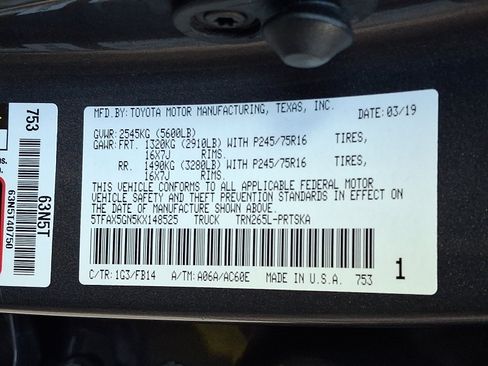 MFD.BY: TOYOTA MOTOR MANUFACTURING, TEXAS, INC. DATE: 03/19
GVWR: 2545KG (5600LB)
GAWR: FRT. 1320KG (2910LB) WITH P245/75R16 TIRES,
16X7J RIMS.
RR. 1490KG (3280LB) WITH P245/75R16 TIRES,
16X7J RIMS.
THIS VEHICLE CONFORMS TO ALL APPLICABLE FEDERAL MOTOR
VEHICLE SAFETY AND THEFT PREVENTION STANDARDS IN EFFECT ON
THE DATE OF MANUFACTURE SHOWN ABOVE.
5TFAX5GN5KX148525 TRUCK TRN265L-PRTSKA
C/TR: 1G3/FB14 A/TM: A06A/AC60E MADE IN U.S.A. 753 1
753
63N5T
63N5140750